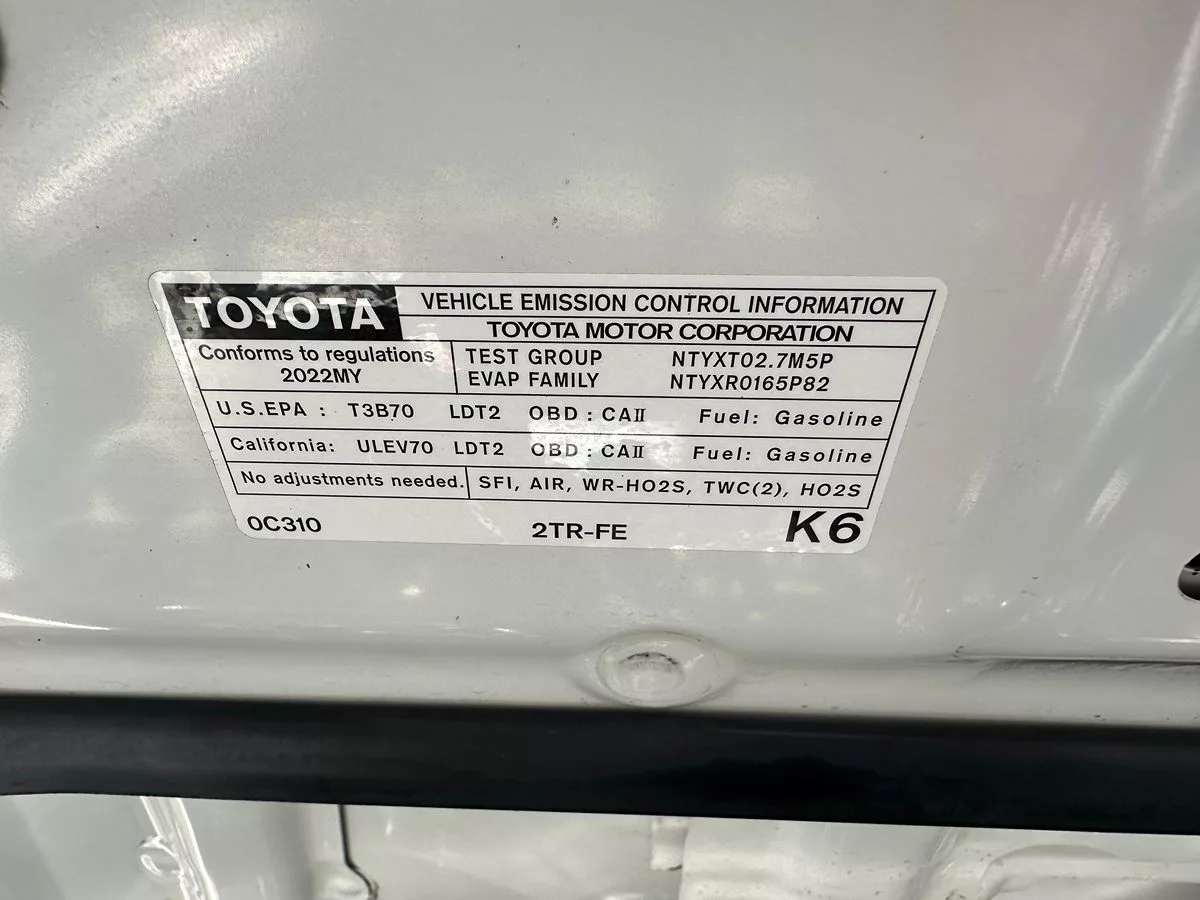 TOYOTA
VEHICLE EMISSION CONTROL INFORMATION
TOYOTA MOTOR CORPORATION
Conforms to regulations
2022MY
TEST GROUP NTYXT02.7M5P
EVAP FAMILY NTYXR0165P82
U.S.EPA : T3B70 LDT2 OBD : CAⅡ Fuel: Gasoline
California: ULEV70 LDT2 OBD : CAⅡ Fuel: Gasoline
No adjustments needed. SFI, AIR, WR-HO2S, TWC(2), HO2S
0C310 2TR-FE K6